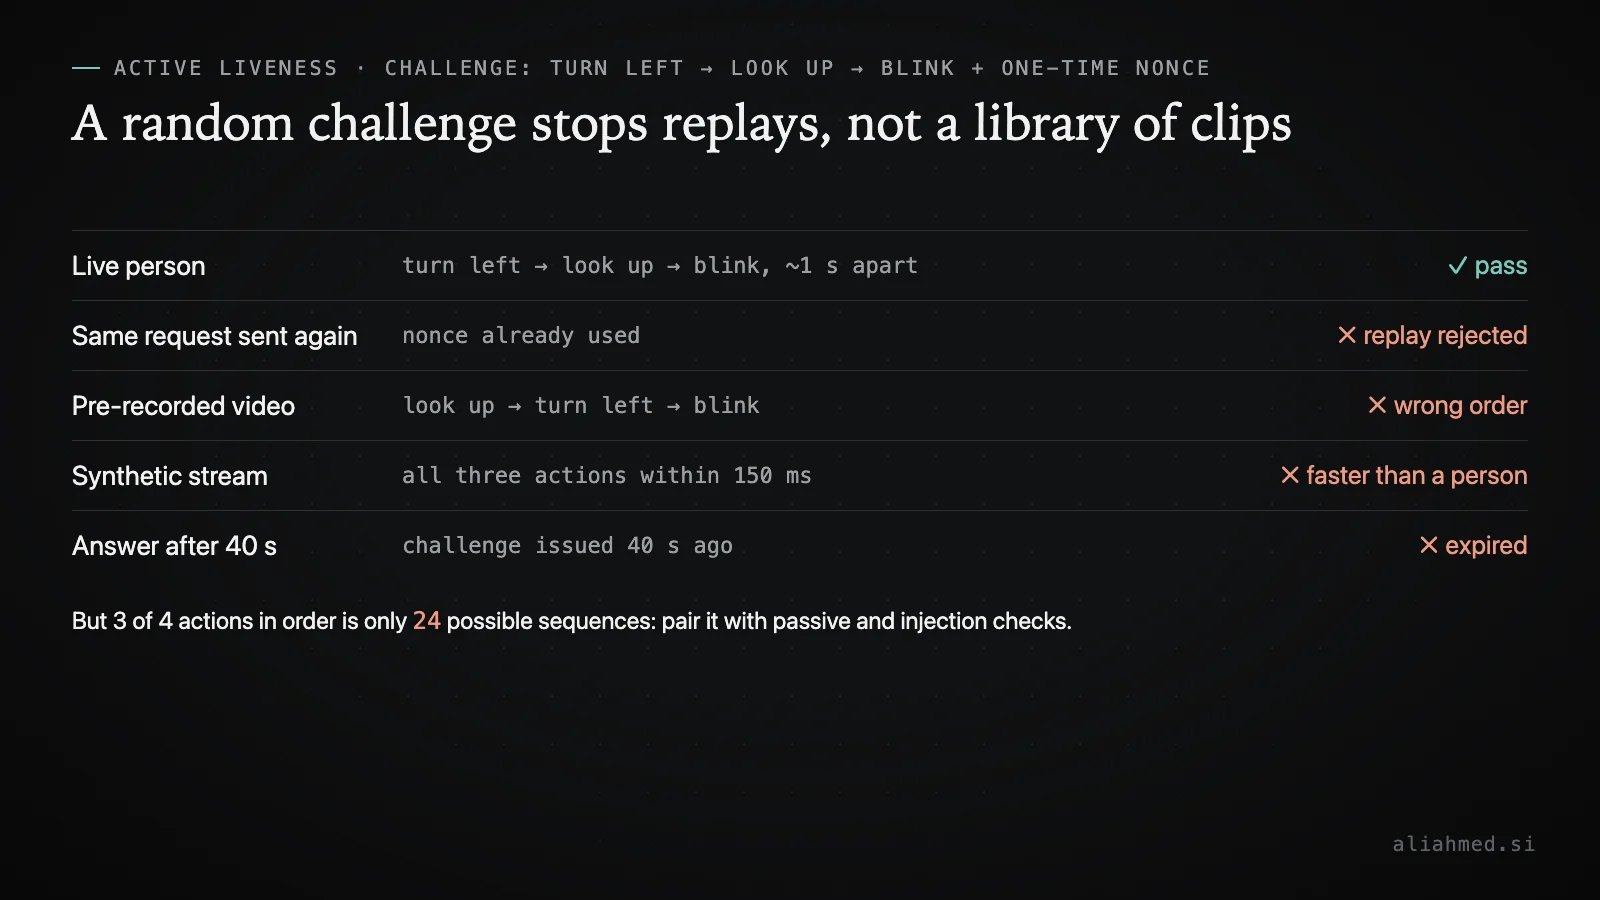 — ACTIVE LIVENESS · CHALLENGE: TURN LEFT → LOOK UP → BLINK + ONE-TIME NONCE
A random challenge stops replays, not a library of clips
Live person turn left → look up → blink, ~1 s apart ✓ pass
Same request sent again nonce already used ✕ replay rejected
Pre-recorded video look up → turn left → blink ✕ wrong order
Synthetic stream all three actions within 150 ms ✕ faster than a person
Answer after 40 s challenge issued 40 s ago ✕ expired
But 3 of 4 actions in order is only 24 possible sequences: pair it with passive and injection checks.
aliahmed.si